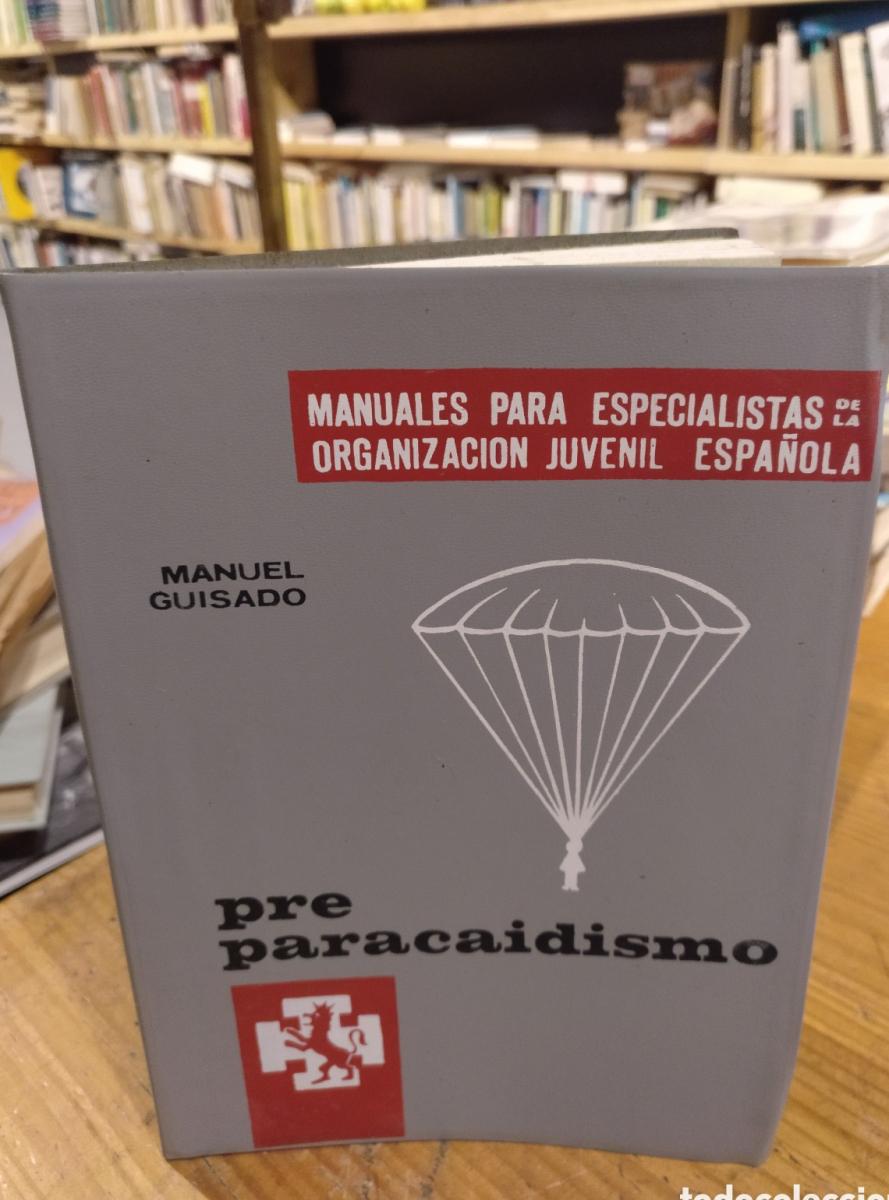 MANUALES PARA ESPECIALISTAS DE LA
ORGANIZACION JUVENIL ESPAÑOLA
MANUEL
GUISADO
pre
paracaidismo